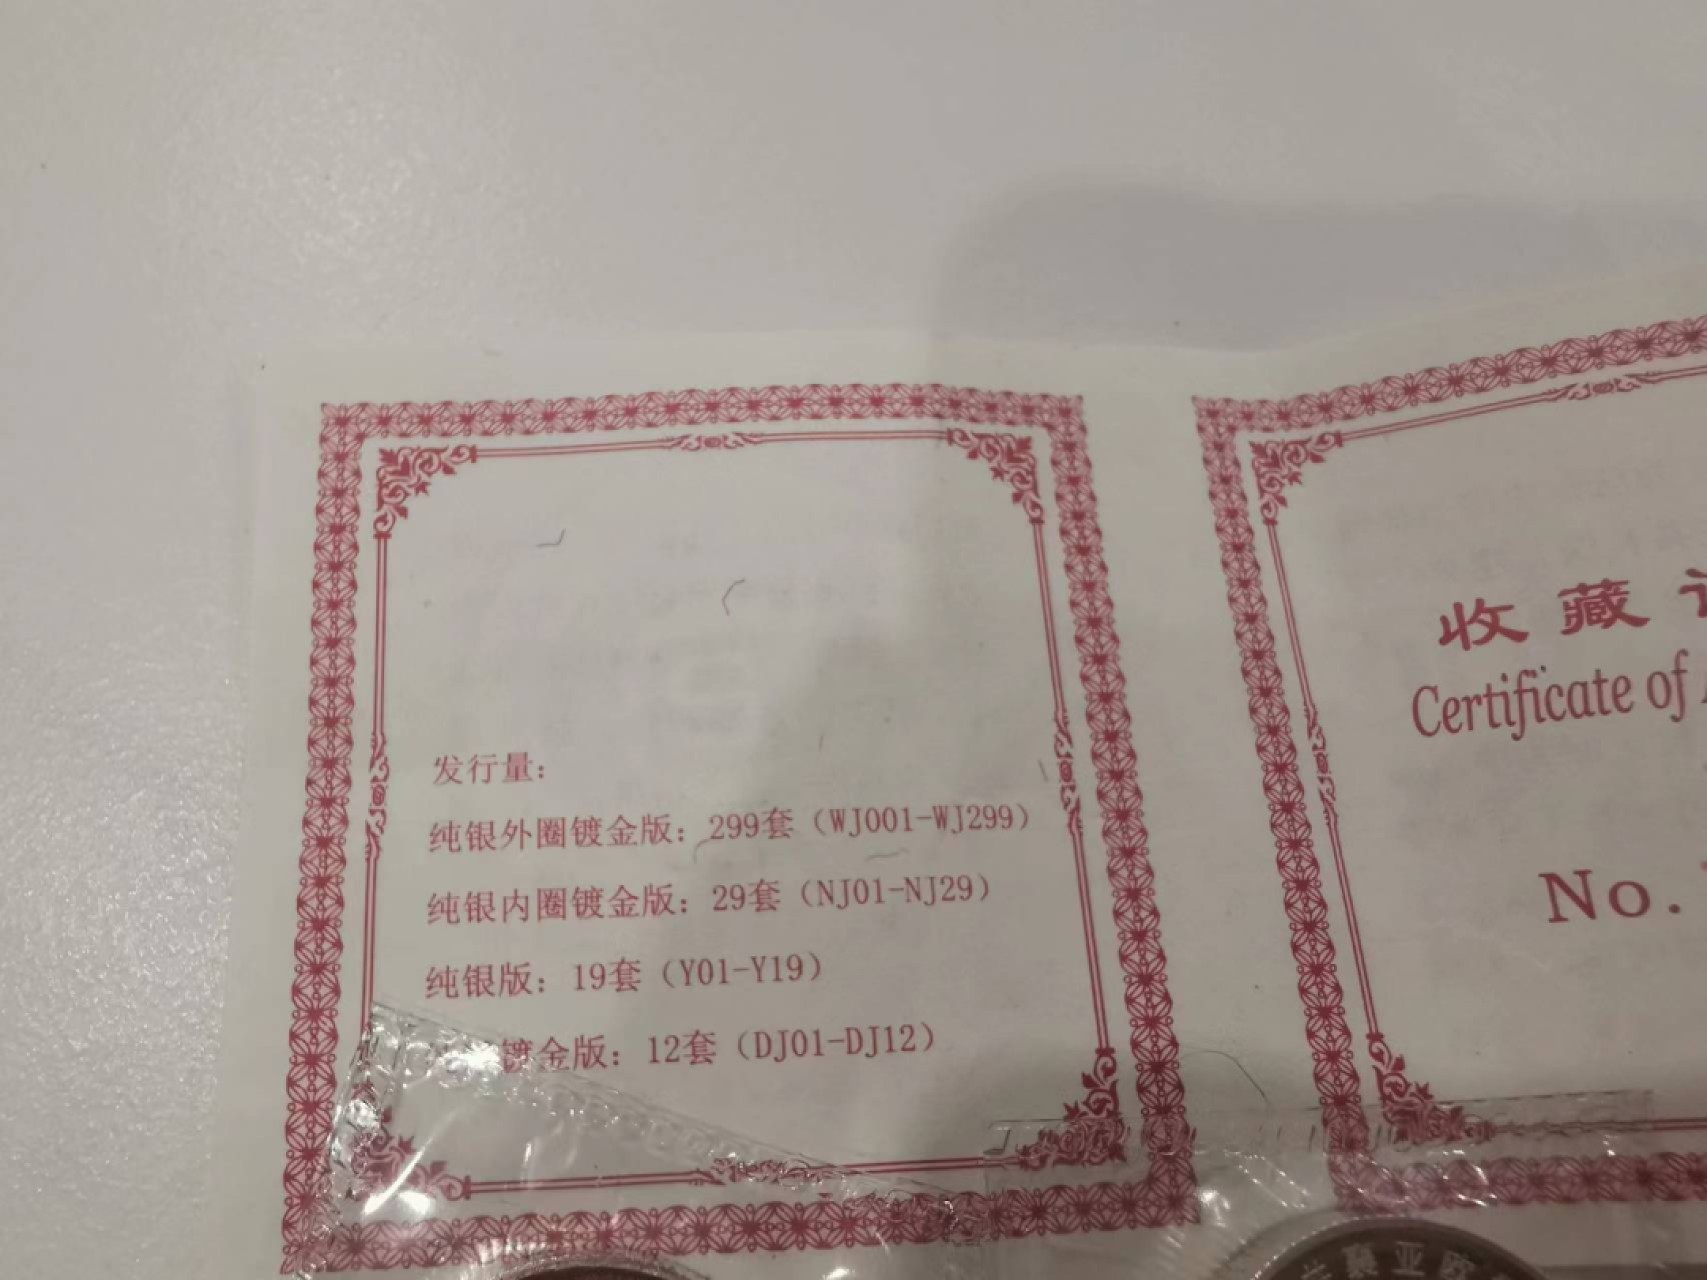 发行量：
纯银外圈镀金版：299套（WJ001-WJ299）
纯银内圈镀金版：29套（NJ01-NJ29）
纯银版：19套（Y01-Y19）
镀金版：12套（DJ01-DJ12）
收藏
Certificate of
No.
亚欧